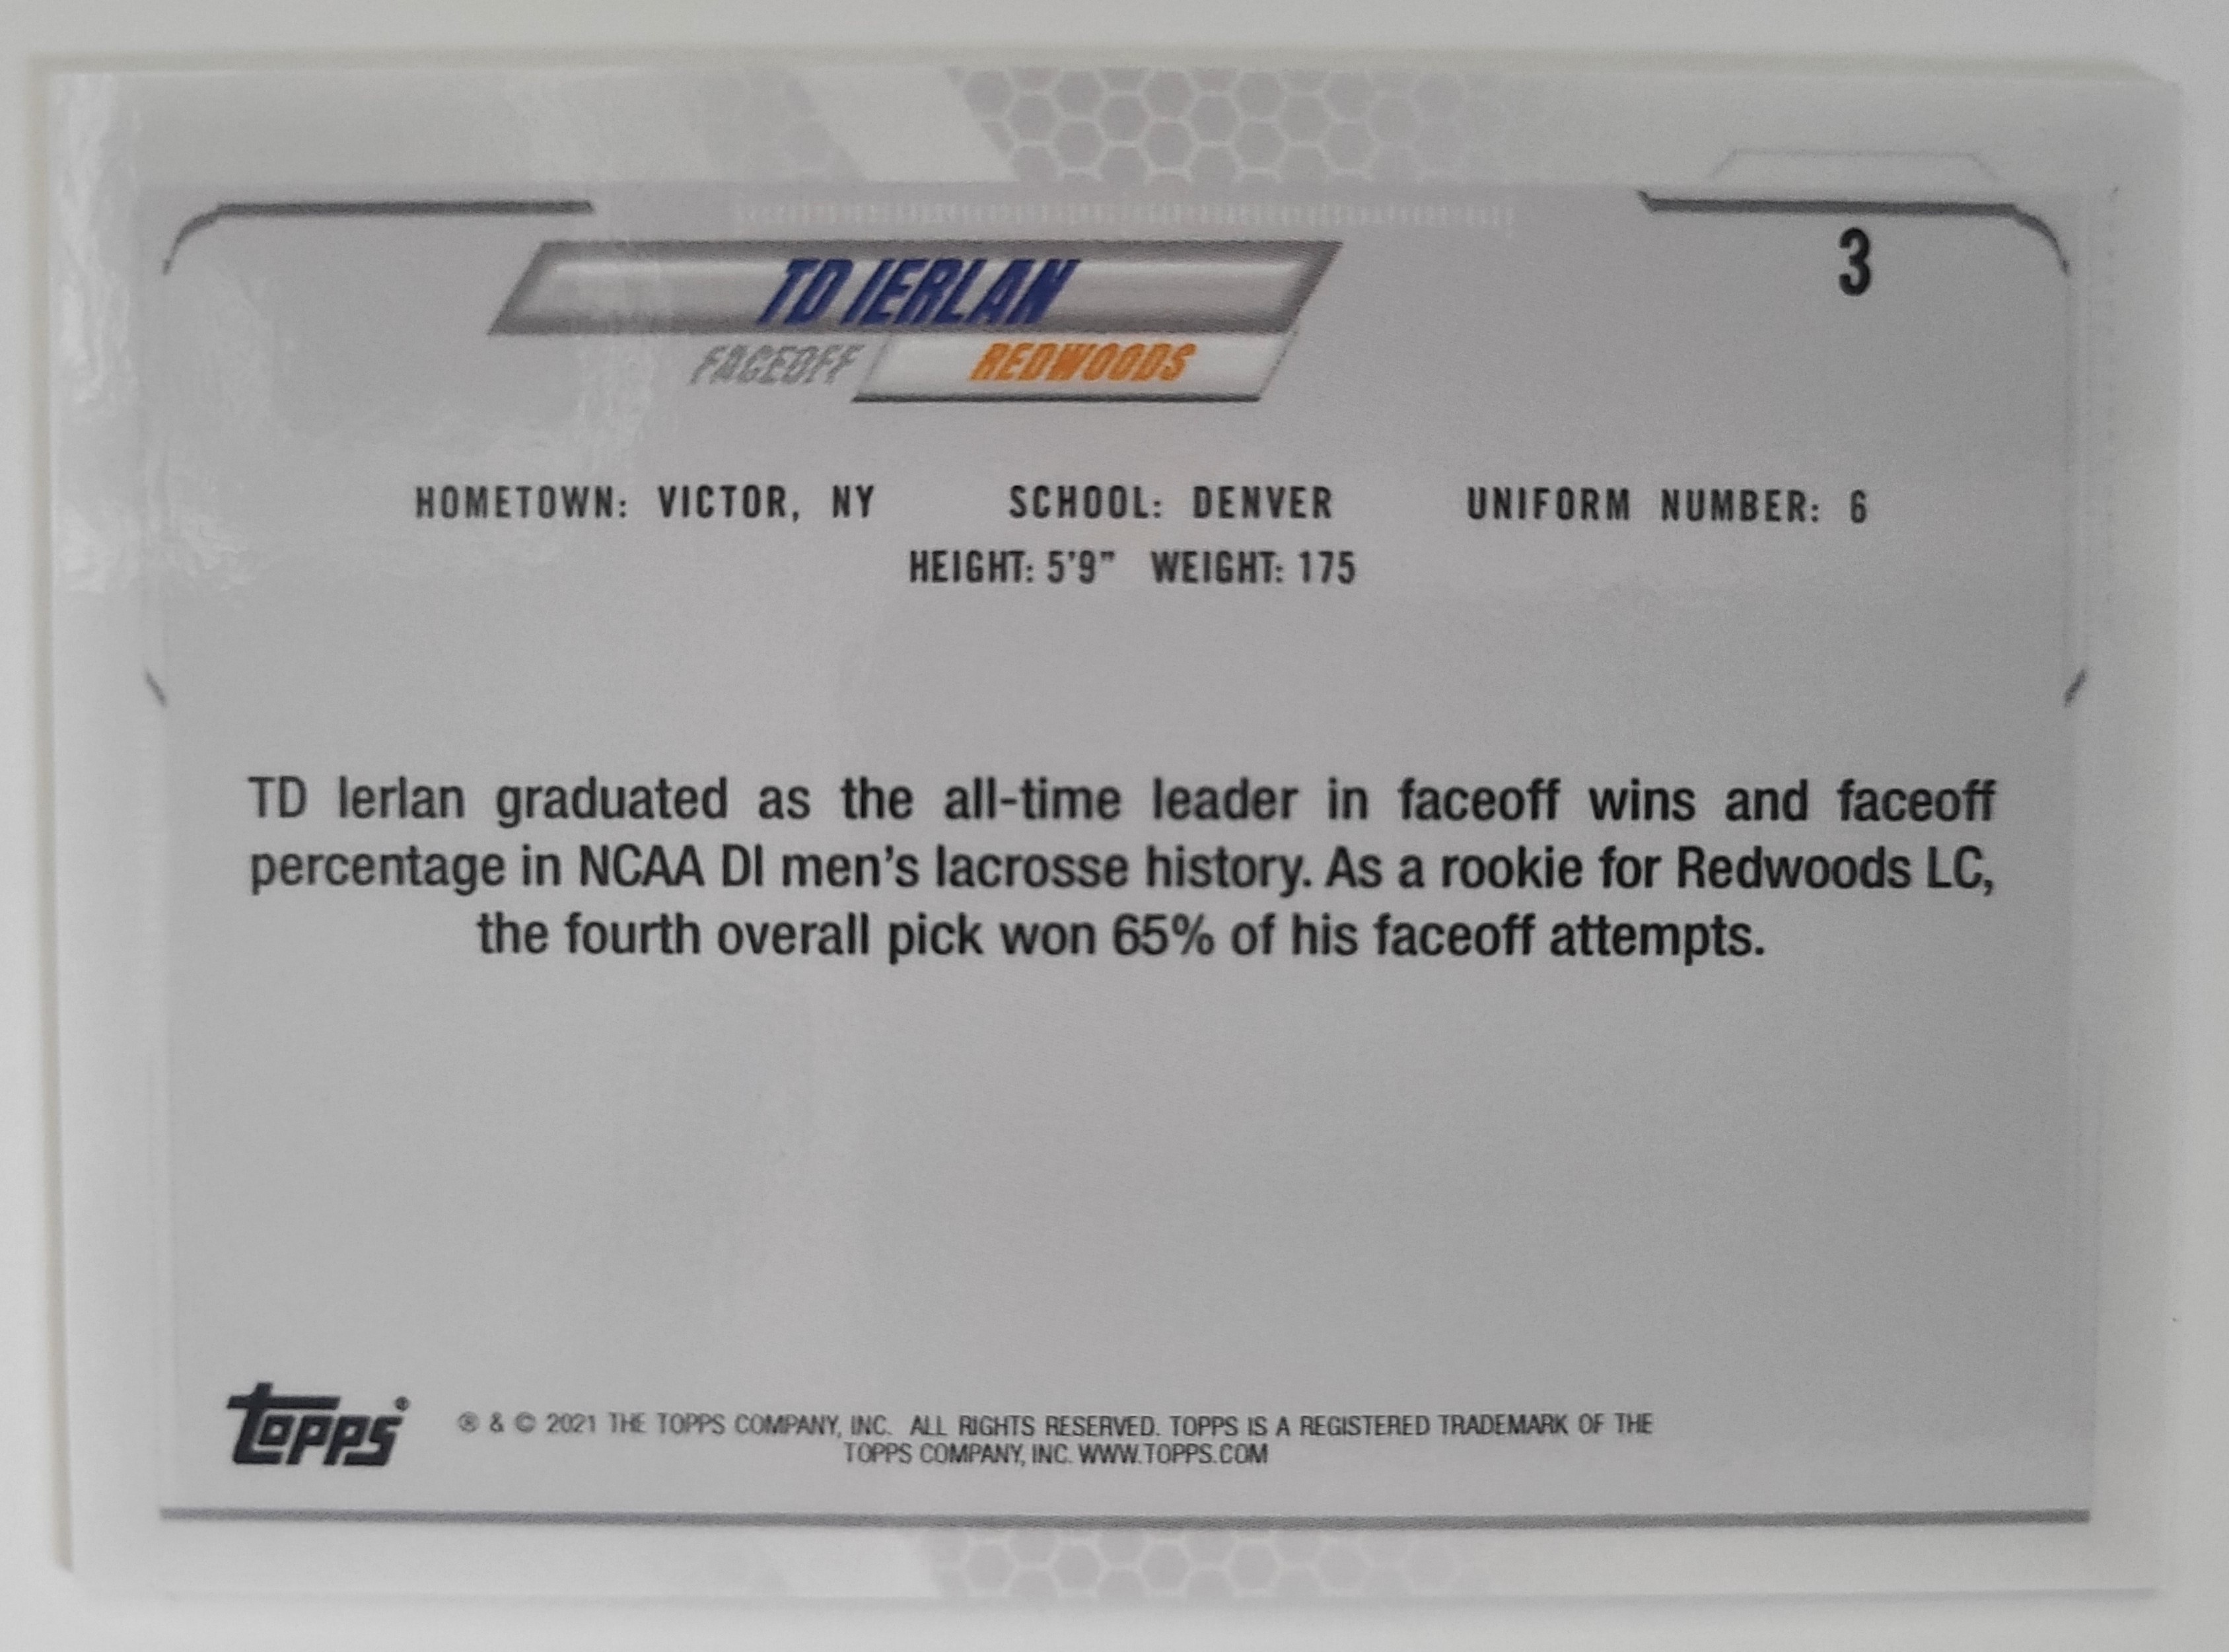 3
TD IERLAN
FACEOFF REDWOODS
HOMETOWN: VICTOR, NY SCHOOL: DENVER UNIFORM NUMBER: 6
HEIGHT: 5'9" WEIGHT: 175
TD Ierlan graduated as the all-time leader in faceoff wins and faceoff
percentage in NCAA DI men's lacrosse history. As a rookie for Redwoods LC,
the fourth overall pick won 65% of his faceoff attempts.
topps®
® & © 2021 THE TOPPS COMPANY, INC. ALL RIGHTS RESERVED. TOPPS IS A REGISTERED TRADEMARK OF THE
TOPPS COMPANY, INC. WWW.TOPPS.COM